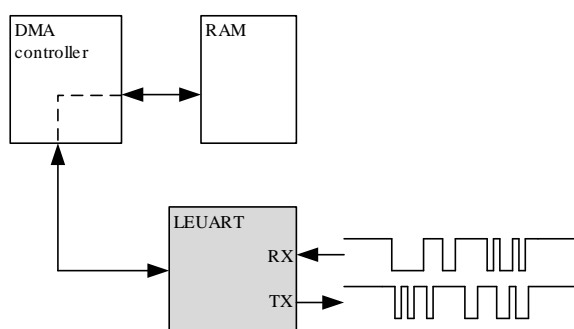 DMA
controller
RAM
LEUART
RX
TX